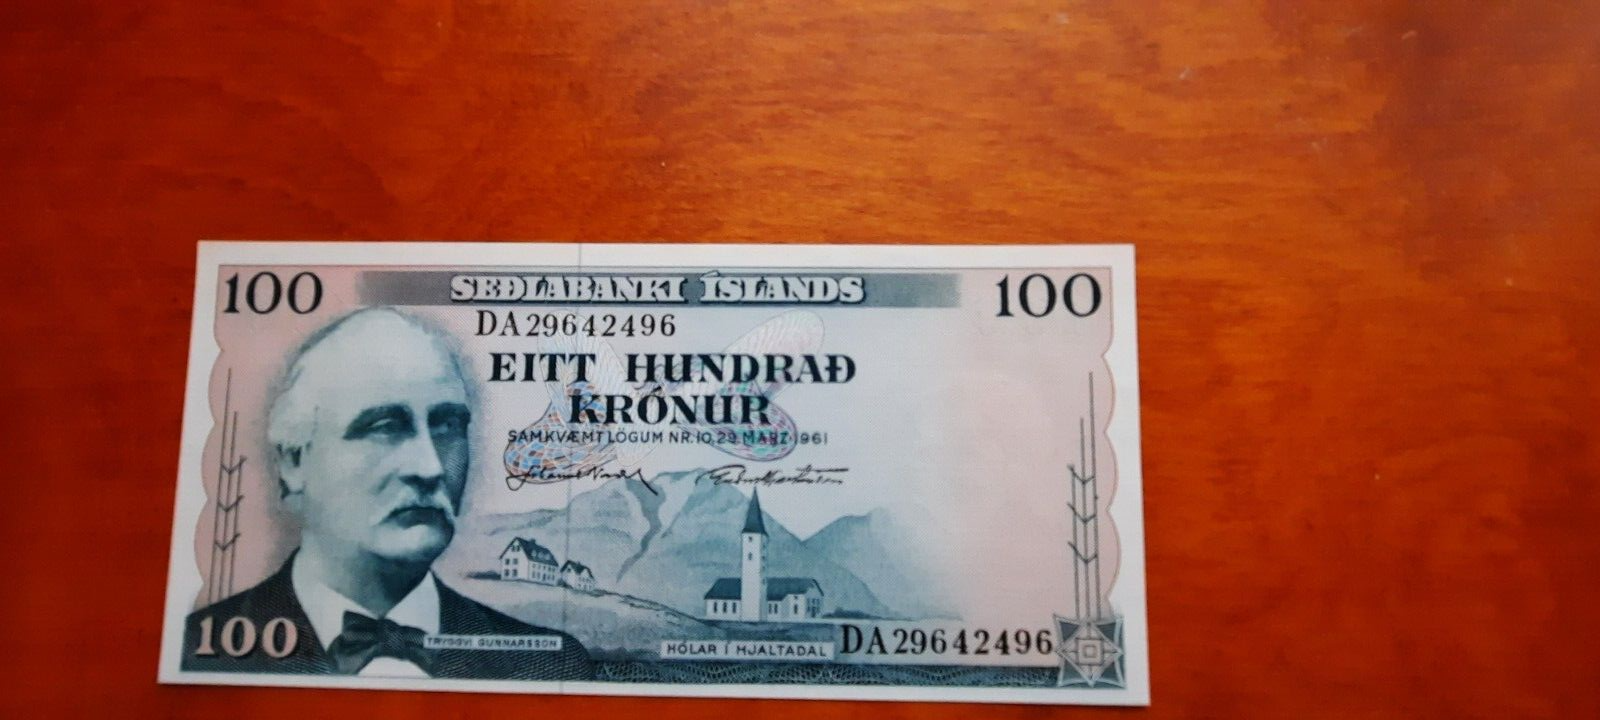 100 SEÐLABANKI ÍSLANDS 100
DA29642496
EITT HUNDRAÐ
KRÓNUR
SAMKVÆMT LÖGUM NR. 10, 29. MARZ 1961
100
TRYGGVI GUNNARSSON
HÓLAR Í HJALTADAL
DA29642496